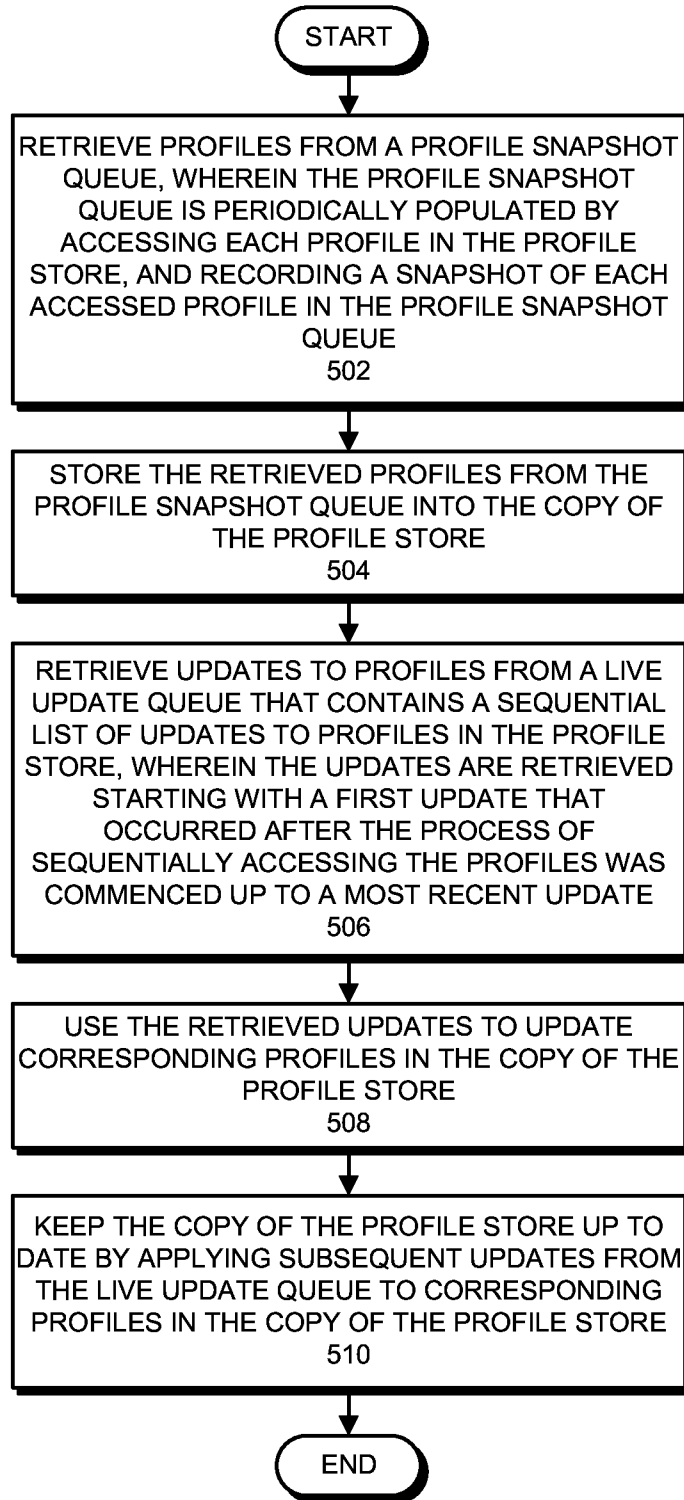 START
RETRIEVE PROFILES FROM A PROFILE SNAPSHOT
QUEUE, WHEREIN THE PROFILE SNAPSHOT
QUEUE IS PERIODICALLY POPULATED BY
ACCESSING EACH PROFILE IN THE PROFILE
STORE, AND RECORDING A SNAPSHOT OF EACH
ACCESSED PROFILE IN THE PROFILE SNAPSHOT
QUEUE
502
STORE THE RETRIEVED PROFILES FROM THE
PROFILE SNAPSHOT QUEUE INTO THE COPY OF
THE PROFILE STORE
504
RETRIEVE UPDATES TO PROFILES FROM A LIVE
UPDATE QUEUE THAT CONTAINS A SEQUENTIAL
LIST OF UPDATES TO PROFILES IN THE PROFILE
STORE, WHEREIN THE UPDATES ARE RETRIEVED
STARTING WITH A FIRST UPDATE THAT
OCCURRED AFTER THE PROCESS OF
SEQUENTIALLY ACCESSING THE PROFILES WAS
COMMENCED UP TO A MOST RECENT UPDATE
506
USE THE RETRIEVED UPDATES TO UPDATE
CORRESPONDING PROFILES IN THE COPY OF THE
PROFILE STORE
508
KEEP THE COPY OF THE PROFILE STORE UP TO
DATE BY APPLYING SUBSEQUENT UPDATES FROM
THE LIVE UPDATE QUEUE TO CORRESPONDING
PROFILES IN THE COPY OF THE PROFILE STORE
510
END